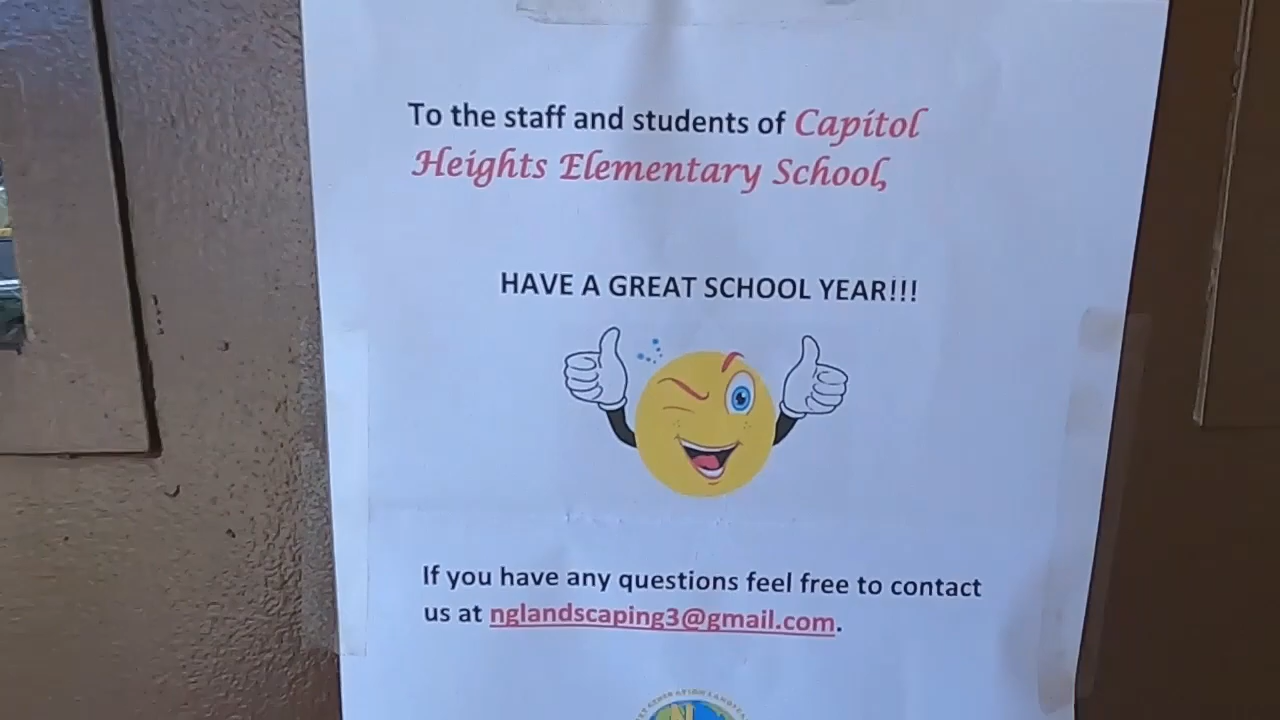 To the staff and students of Capitol
Heights Elementary School,
HAVE A GREAT SCHOOL YEAR!!!
If you have any questions feel free to contact
us at nglandscaping3@gmail.com.